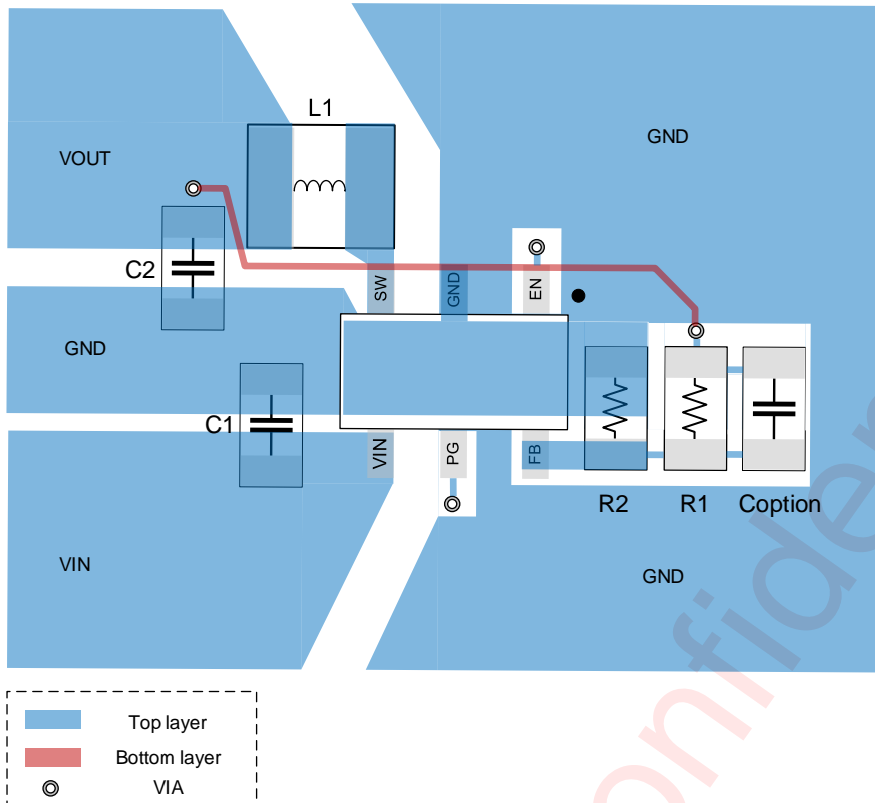 L1
GND
VOUT
C2
SW
GND
EN
GND
C1
VIN
PG
FB
R2
R1
Coption
VIN
GND
Top layer
Bottom layer
VIA